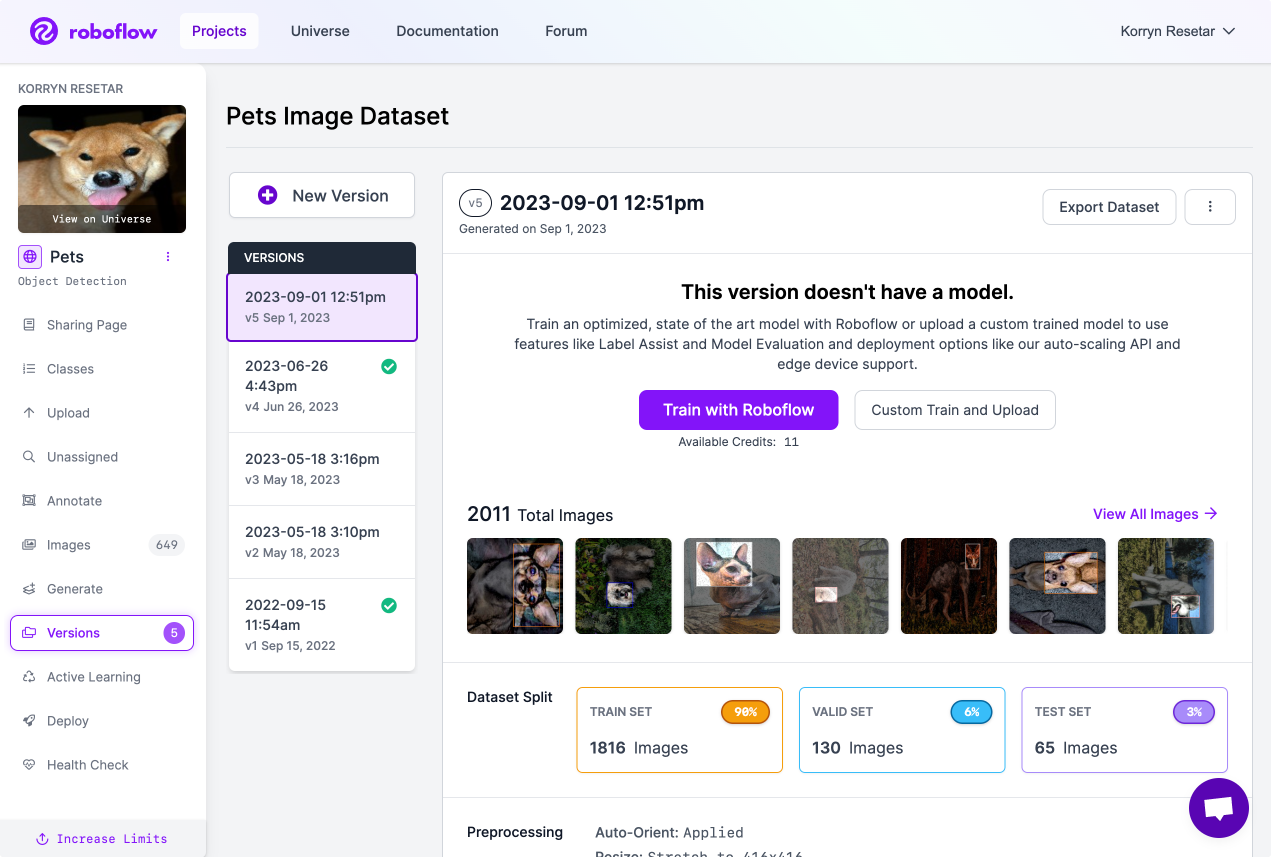 roboflow
Projects
Universe
Documentation
Forum
Korryn Resetar
KORRYN RESETAR
View on Universe
Pets
Object Detection
Sharing Page
Classes
Upload
Unassigned
Annotate
Images 649
Generate
Versions 5
Active Learning
Deploy
Health Check
Increase Limits
Pets Image Dataset
New Version
VERSIONS
2023-09-01 12:51pm
v5 Sep 1, 2023
2023-06-26
4:43pm
v4 Jun 26, 2023
2023-05-18 3:16pm
v3 May 18, 2023
2023-05-18 3:10pm
v2 May 18, 2023
2022-09-15
11:54am
v1 Sep 15, 2022
v5 2023-09-01 12:51pm
Generated on Sep 1, 2023
Export Dataset
This version doesn't have a model.
Train an optimized, state of the art model with Roboflow or upload a custom trained model to use
features like Label Assist and Model Evaluation and deployment options like our auto-scaling API and
edge device support.
Train with Roboflow
Custom Train and Upload
Available Credits: 11
2011 Total Images
View All Images
Dataset Split
TRAIN SET 90%
1816 Images
VALID SET 6%
130 Images
TEST SET 3%
65 Images
Preprocessing
Auto-Orient: Applied
Resize: Stretch to 416x416